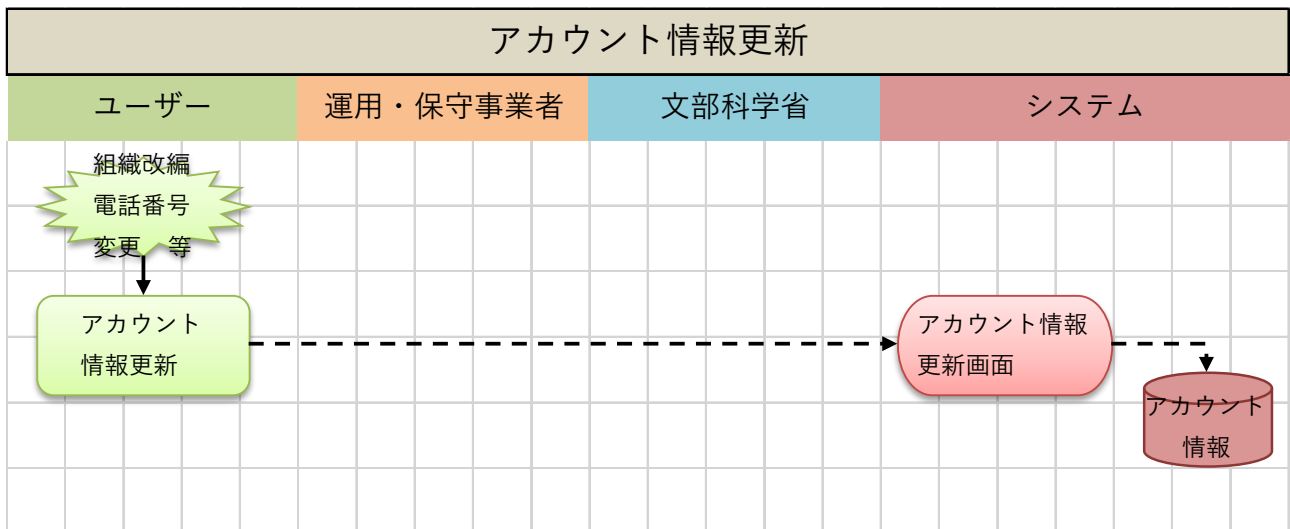 アカウント情報更新
ユーザー
運用・保守事業者
文部科学省
システム
組織改編
電話番号
変更　等
アカウント
情報更新
アカウント情報
更新画面
アカウント
情報